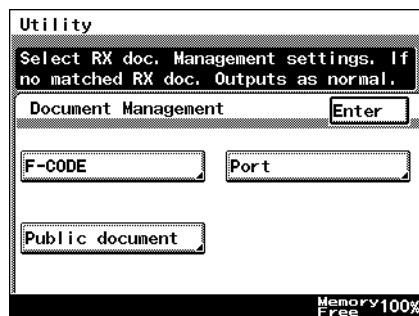 Utility
Select RX doc. Management settings. If
no matched RX doc. Outputs as normal.
Document Management
Enter
F-CODE
Port
Public document
Memory
Free 100%